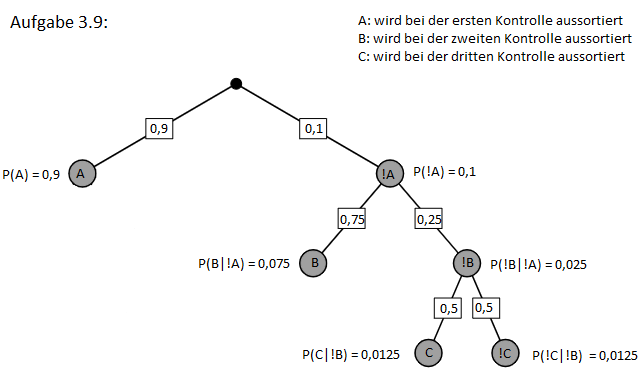 Aufgabe 3.9:
A: wird bei der ersten Kontrolle aussortiert
B: wird bei der zweiten Kontrolle aussortiert
C: wird bei der dritten Kontrolle aussortiert
0,9
0,1
P(A) = 0,9
A
!A
P(!A) = 0,1
0,75
0,25
P(B|!A) = 0,075
B
!B
P(!B|!A) = 0,025
0,5
0,5
P(C|!B) = 0,0125
C
!C
P(!C|!B) = 0,0125